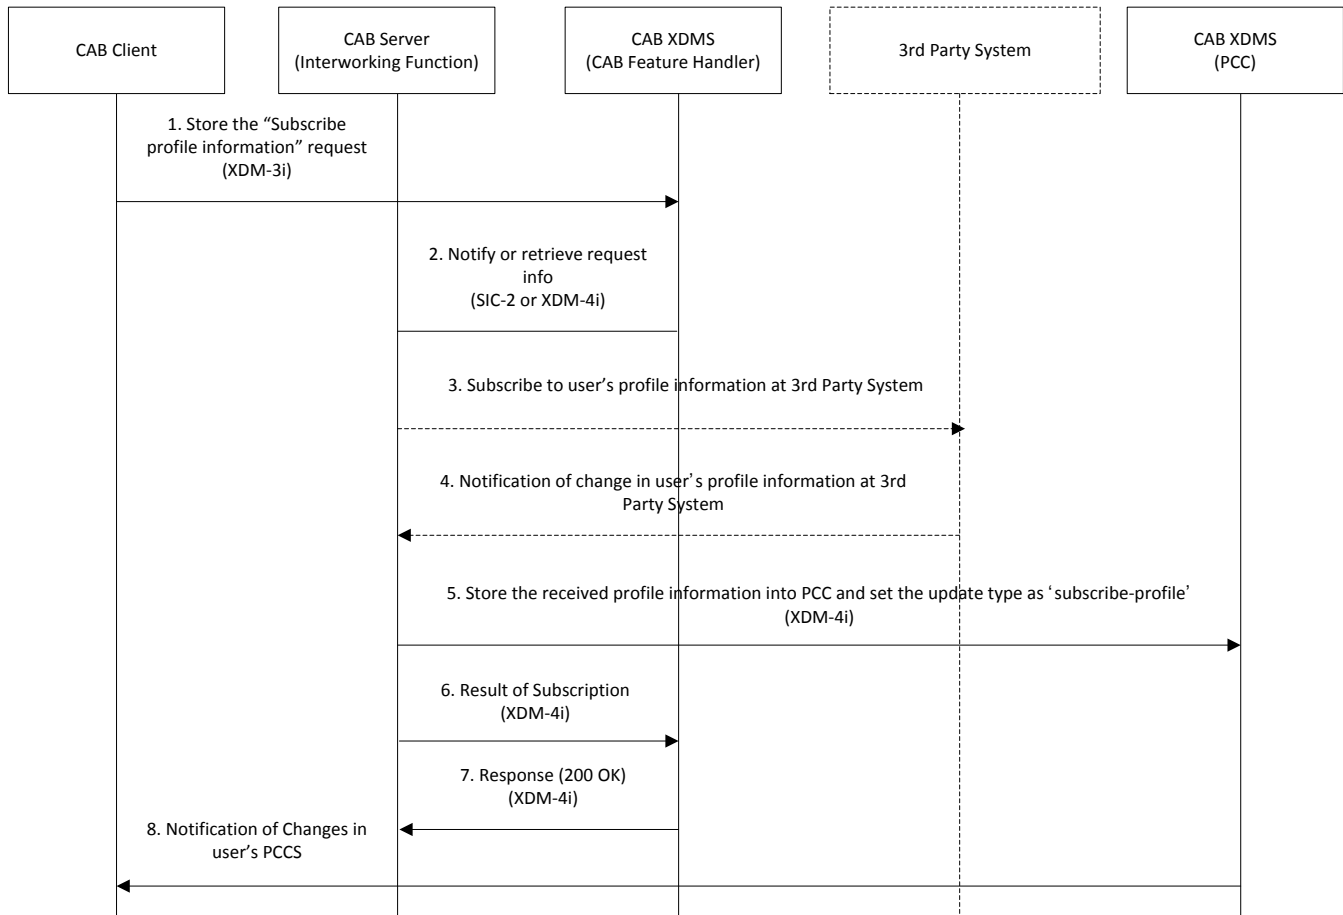 CAB Client
CAB Server
(Interworking Function)
CAB XDMS
(CAB Feature Handler)
3rd Party System
CAB XDMS
(PCC)
1. Store the “Subscribe
profile information” request
(XDM-3i)
2. Notify or retrieve request
info
(SIC-2 or XDM-4i)
3. Subscribe to user’s profile information at 3rd Party System
4. Notification of change in user’s profile information at 3rd
Party System
5. Store the received profile information into PCC and set the update type as ‘subscribe-profile’
(XDM-4i)
6. Result of Subscription
(XDM-4i)
7. Response (200 OK)
(XDM-4i)
8. Notification of Changes in
user’s PCCS